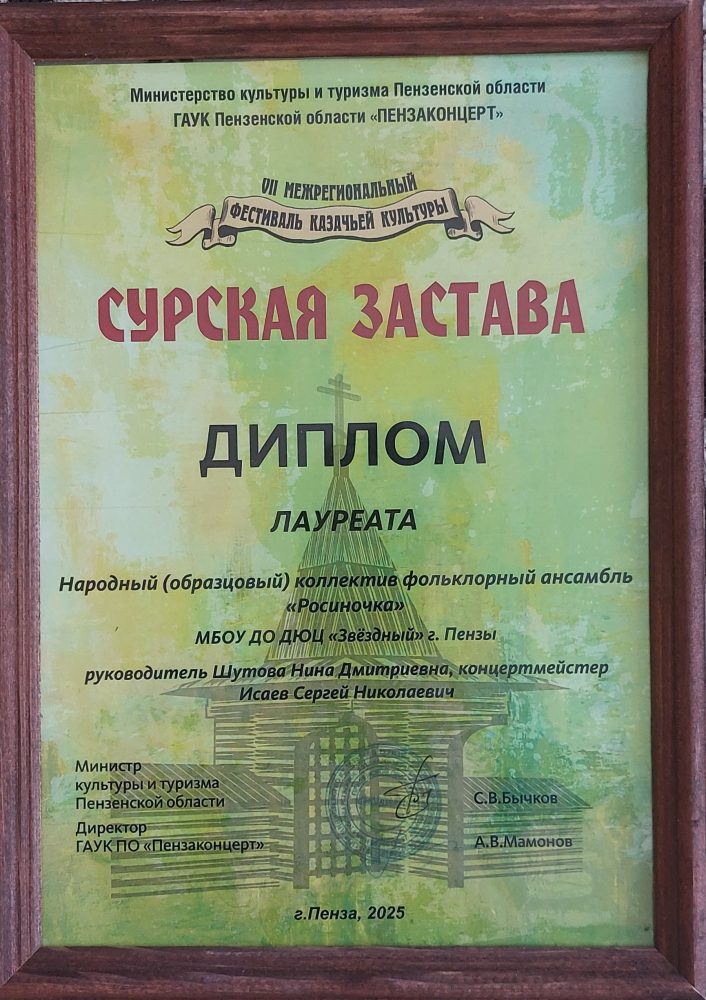 Министерство культуры и туризма Пензенской области
ГАУК Пензенской области «ПЕНЗАКОНЦЕРТ»
VII МЕЖРЕГИОНАЛЬНЫЙ
ФЕСТИВАЛЬ КАЗАЧЬЕЙ КУЛЬТУРЫ
СУРСКАЯ ЗАСТАВА
ДИПЛОМ
ЛАУРЕАТА
Народный (образцовый) коллектив фольклорный ансамбль
«Росиночка»
МБОУ ДО ДЮЦ «Звёздный» г. Пензы
руководитель Шутова Нина Дмитриевна, концертмейстер
Исаев Сергей Николаевич
Министр
культуры и туризма
Пензенской области
С.В.Бычков
Директор
ГАУК ПО «Пензаконцерт»
А.В.Мамонов
г.Пенза, 2025